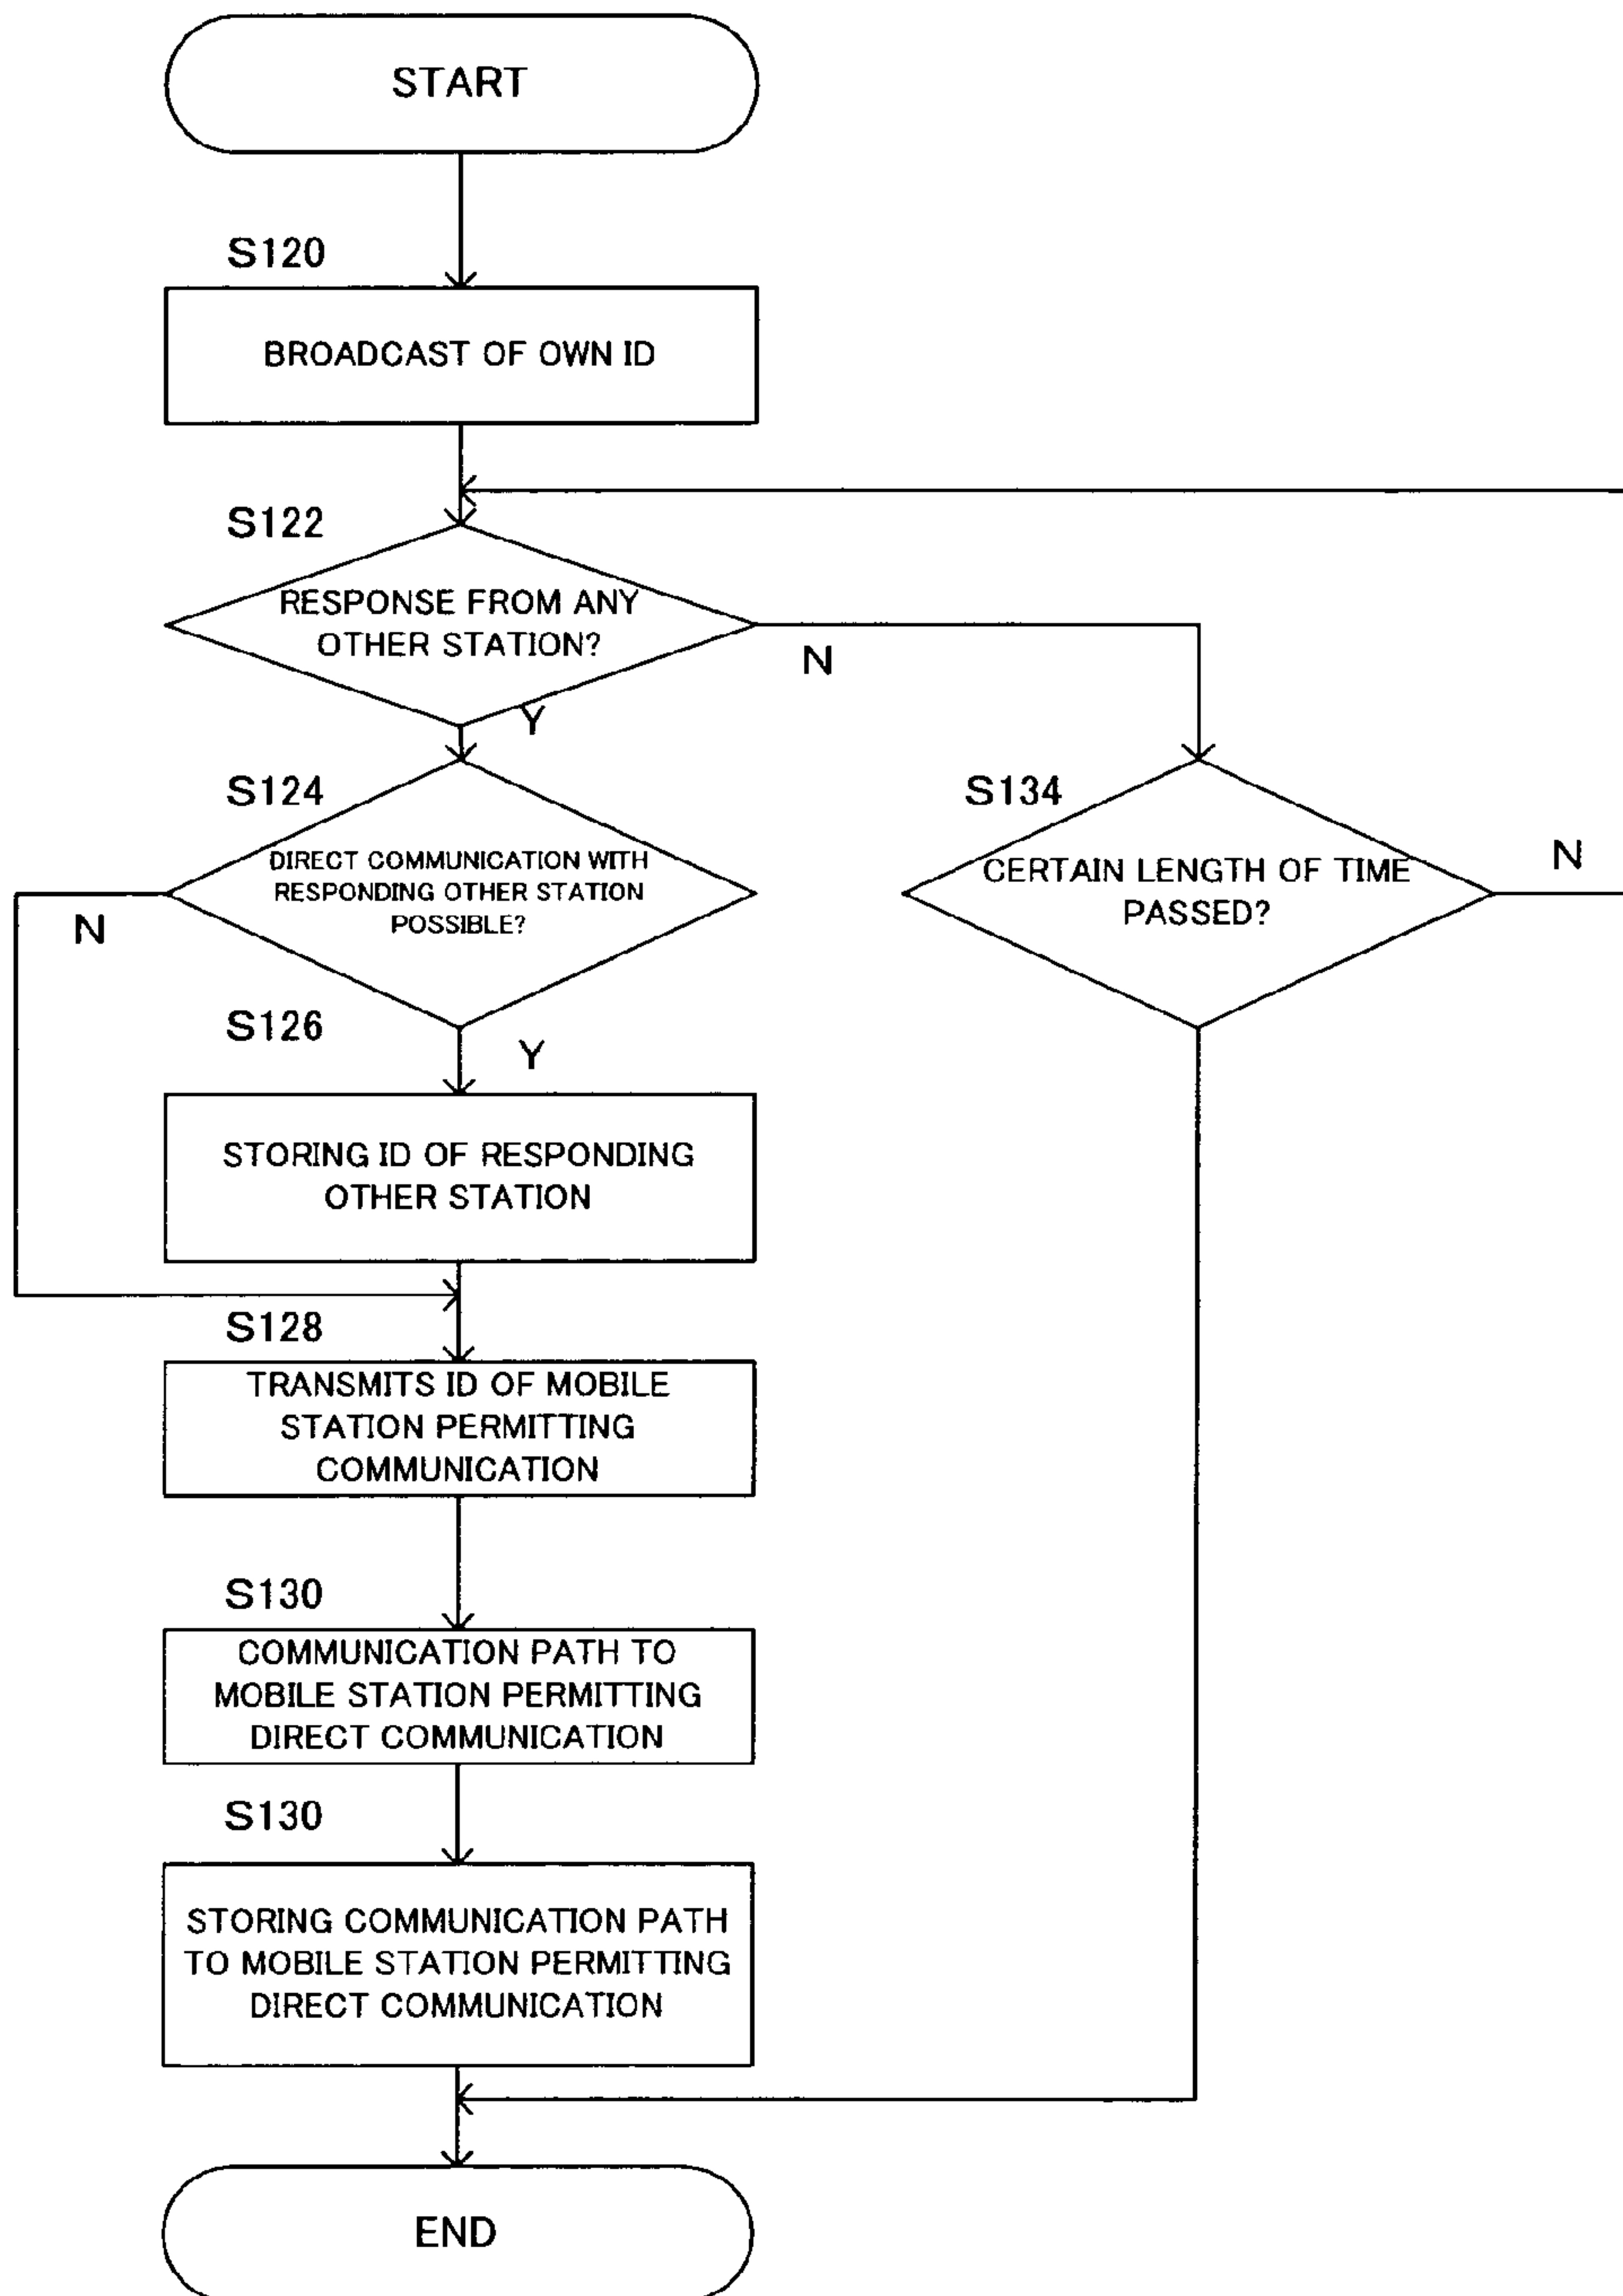 START
S120
BROADCAST OF OWN ID
S122
RESPONSE FROM ANY
OTHER STATION?
N
Y
S124
DIRECT COMMUNICATION WITH
RESPONDING OTHER STATION
POSSIBLE?
N
S134
CERTAIN LENGTH OF TIME
PASSED?
N
S126
Y
STORING ID OF RESPONDING
OTHER STATION
S128
TRANSMITS ID OF MOBILE
STATION PERMITTING
COMMUNICATION
S130
COMMUNICATION PATH TO
MOBILE STATION PERMITTING
DIRECT COMMUNICATION
S130
STORING COMMUNICATION PATH
TO MOBILE STATION PERMITTING
DIRECT COMMUNICATION
END